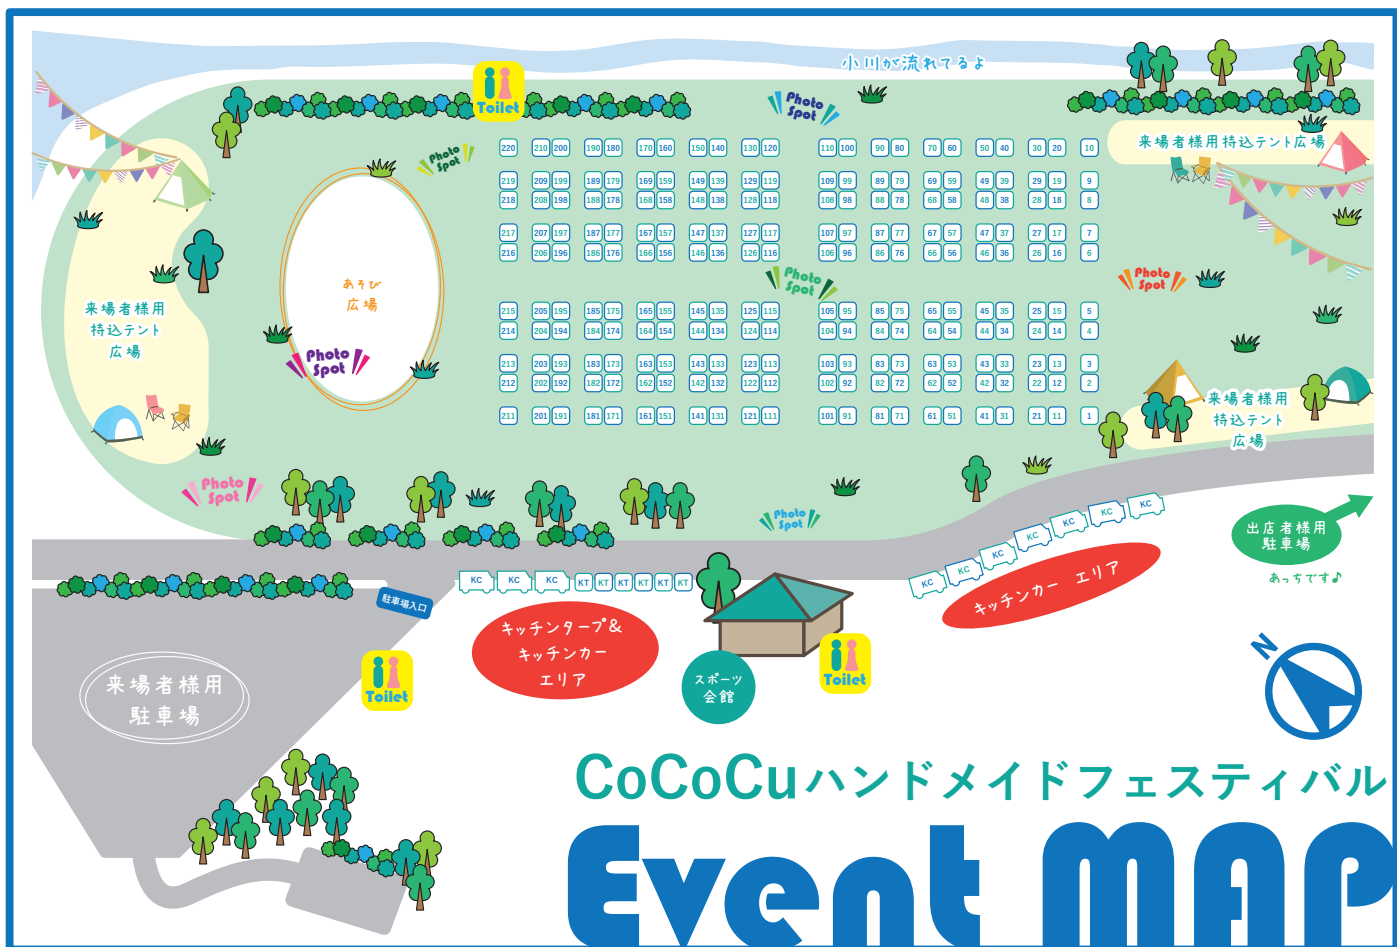 小川が流れてるよ
Toilet
Photo
Spot
Photo
Spot
来場者様用持込テント広場
220 210 200 190 180 170 160 150 140 130 120 110 100 90 80 70 60 50 40 30 20 10
219 209 199 189 179 169 159 149 139 129 119 109 99 89 79 69 59 49 39 29 19 9
218 208 198 188 178 168 158 148 138 128 118 108 98 88 78 68 58 48 38 28 18 8
217 207 197 187 177 167 157 147 137 127 117 107 97 87 77 67 57 47 37 27 17 7
216 206 196 186 176 166 156 146 136 126 116 106 96 86 76 66 56 46 36 26 16 6
あそび
広場
Photo
Spot
Photo
Spot
来場者様用
持込テント
広場
215 205 195 185 175 165 155 145 135 125 115 105 95 85 75 65 55 45 35 25 15 5
214 204 194 184 174 164 154 144 134 124 114 104 94 84 74 64 54 44 34 24 14 4
213 203 193 183 173 163 153 143 133 123 113 103 93 83 73 63 53 43 33 23 13 3
212 202 192 182 172 162 152 142 132 122 112 102 92 82 72 62 52 42 32 22 12 2
211 201 191 181 171 161 151 141 131 121 111 101 91 81 71 61 51 41 31 21 11 1
Photo
Spot
来場者様用
持込テント
広場
Photo
Spot
Photo
Spot
KC KC KC KC KC KC KC
出店者様用
駐車場
あっちです♪
KC KC KC KT KT KT KT KT KT
駐車場入口
キッチンカー エリア
キッチンタープ&
キッチンカー
エリア
Toilet
スポーツ
会館
Toilet
来場者様用
駐車場
N
CoCoCuハンドメイドフェスティバル
Event MAP